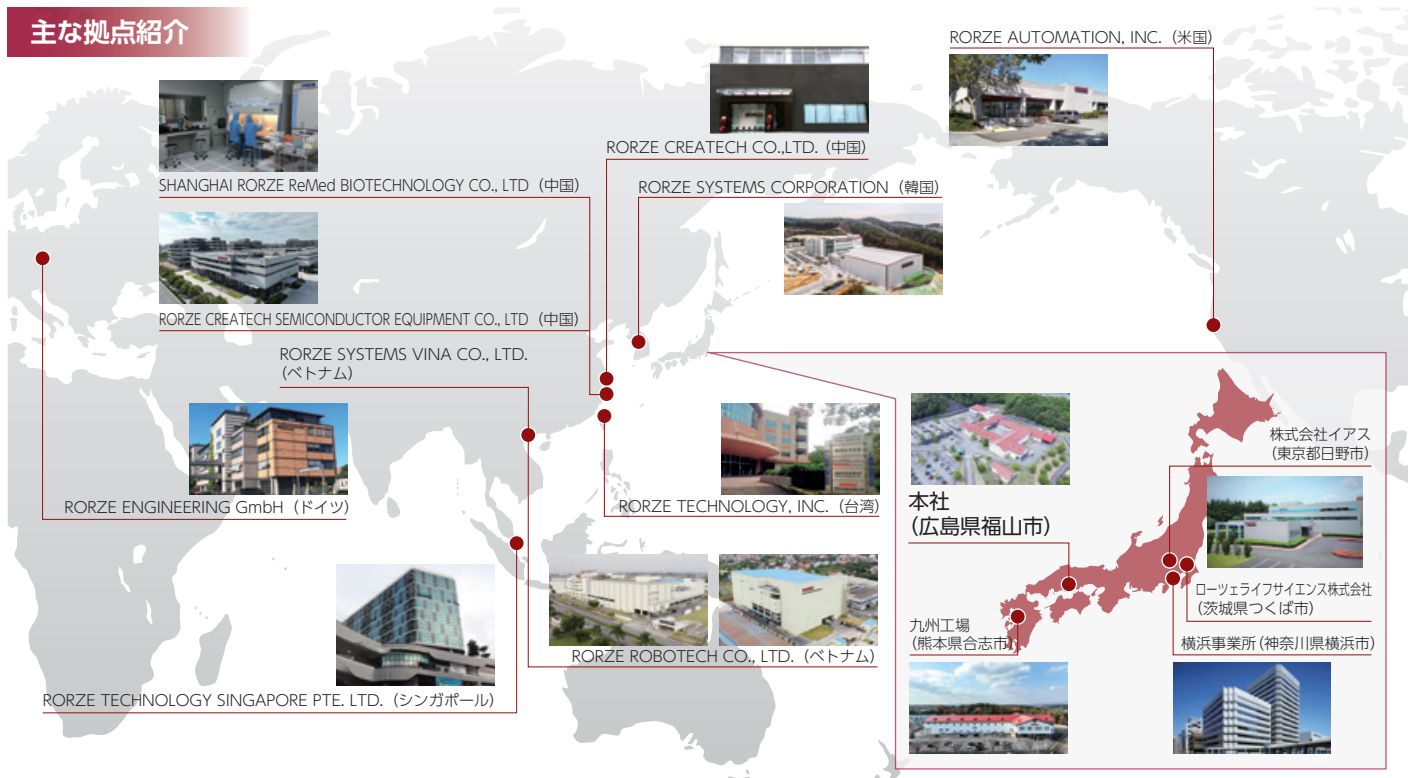 主な拠点紹介
RORZE AUTOMATION, INC.（米国）
RORZE CREATECH CO.,LTD.（中国）
SHANGHAI RORZE ReMed BIOTECHNOLOGY CO., LTD（中国）
RORZE SYSTEMS CORPORATION（韓国）
RORZE CREATECH SEMICONDUCTOR EQUIPMENT CO., LTD（中国）
RORZE SYSTEMS VINA CO., LTD.
（ベトナム）
RORZE ENGINEERING GmbH（ドイツ）
RORZE TECHNOLOGY, INC.（台湾）
RORZE ROBOTECH CO., LTD.（ベトナム）
RORZE TECHNOLOGY SINGAPORE PTE. LTD.（シンガポール）
本社
（広島県福山市）
株式会社イアス
（東京都日野市）
ローツェライフサイエンス株式会社
（茨城県つくば市）
九州工場
（熊本県合志市）
横浜事業所（神奈川県横浜市）